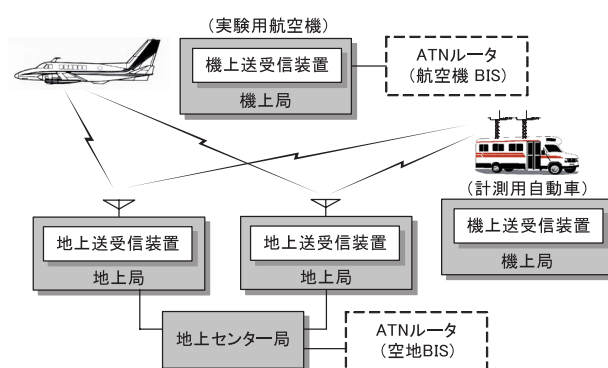 (実験用航空機)
機上送受信装置
機上局
ATNルータ
(航空機 BIS)
(計測用自動車)
機上送受信装置
機上局
地上送受信装置
地上局
地上送受信装置
地上局
地上センター局
ATNルータ
(空地BIS)